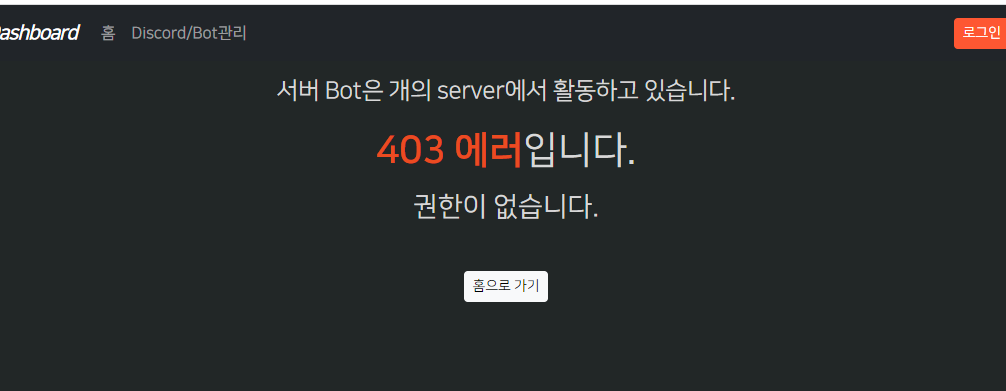 홈 Discord/Bot관리 로그인
서버 Bot은 개의 server에서 활동하고 있습니다.
403 에러입니다.
권한이 없습니다.
홈으로 가기